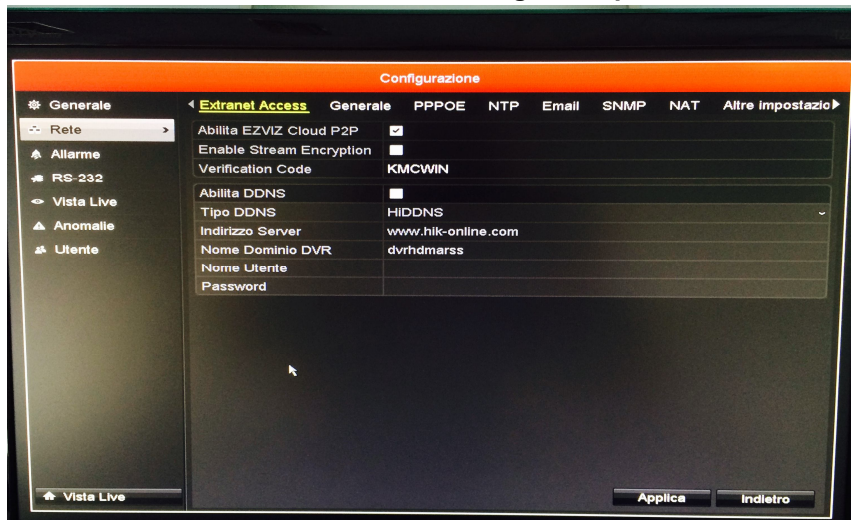 Configurazione
Generale
Rete
Allarme
RS-232
Vista Live
Anomalie
Utente
Extranet Access Generale PPPOE NTP Email SNMP NAT Altre impostazio
Abilita EZVIZ Cloud P2P
Enable Stream Encryption
Verification Code KMCWIN
Abilita DDNS
Tipo DDNS HiDDNS
Indirizzo Server www.hik-online.com
Nome Dominio DVR dvrhdmarss
Nome Utente
Password
Vista Live Applica Indietro